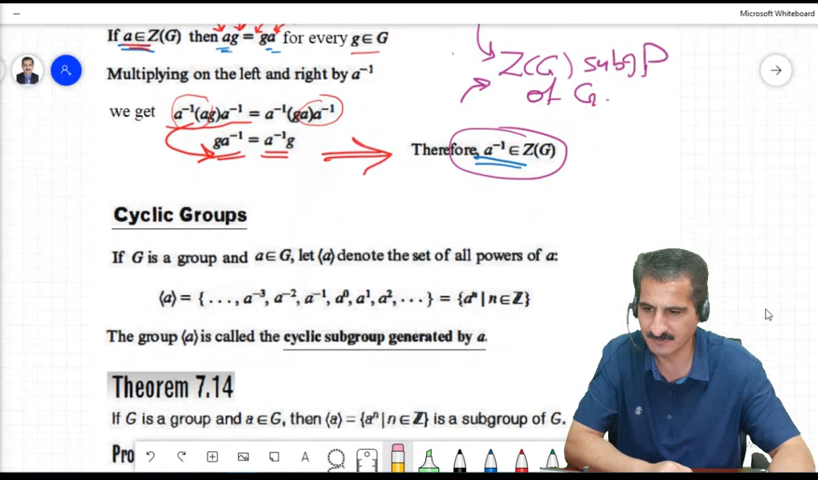 Microsoft Whiteboard
If a∈Z(G) then ag = ga for every g∈G
Multiplying on the left and right by a⁻¹
we get a⁻¹(ag)a⁻¹ = a⁻¹(ga)a⁻¹
ga⁻¹ = a⁻¹g
Therefore, a⁻¹∈Z(G)
Z(G) subgp
of G.
Cyclic Groups
If G is a group and a∈G, let ⟨a⟩ denote the set of all powers of a:
⟨a⟩ = { . . . , a⁻³, a⁻², a⁻¹, a⁰, a¹, a², · · · } = {aⁿ | n∈ℤ}
The group ⟨a⟩ is called the cyclic subgroup generated by a.
Theorem 7.14
If G is a group and a∈G, then ⟨a⟩ = {aⁿ | n∈ℤ} is a subgroup of G.
Pro